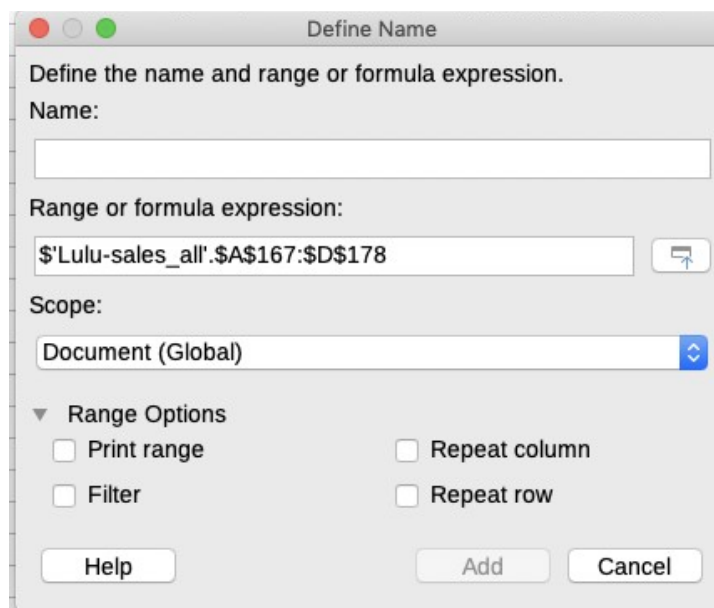 Define Name
Define the name and range or formula expression.
Name:
Range or formula expression:
$'Lulu-sales_all'.$A$167:$D$178
Scope:
Document (Global)
Range Options
Print range
Repeat column
Filter
Repeat row
Help
Add
Cancel